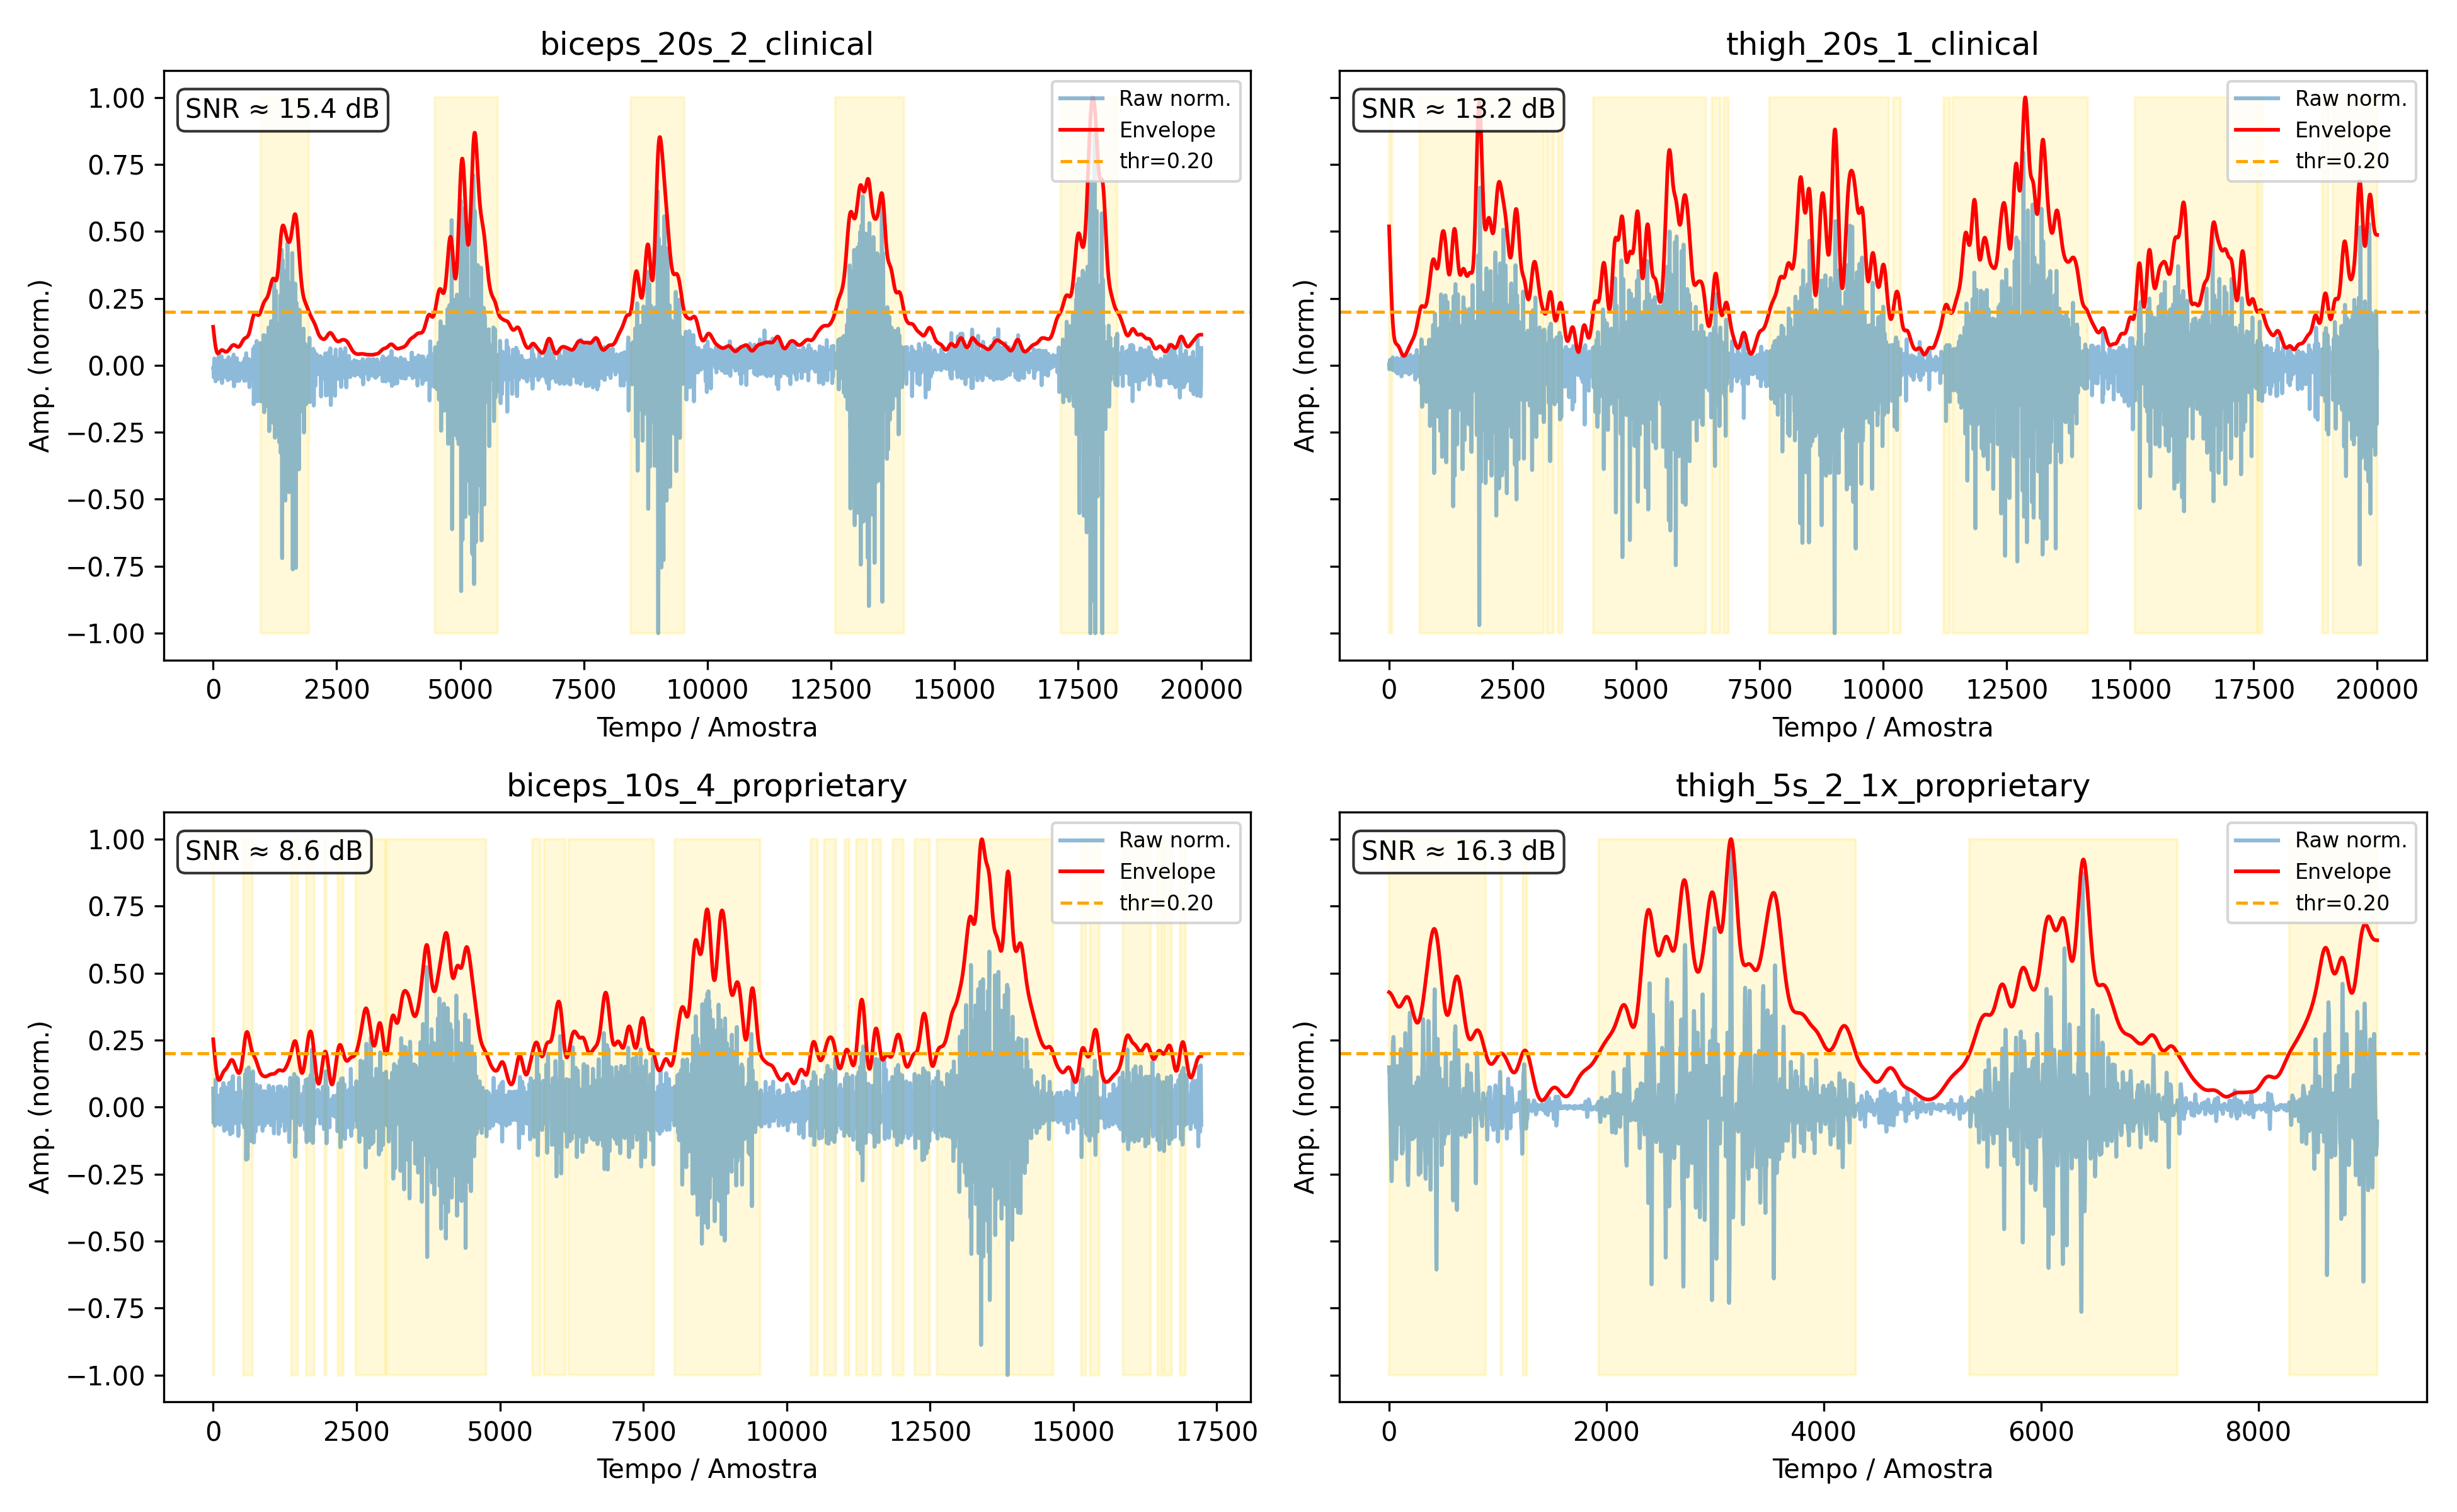 biceps_20s_2_clinical
SNR ≈ 15.4 dB
Raw norm.
Envelope
thr=0.20
1.00
0.75
0.50
0.25
0.00
−0.25
−0.50
−0.75
−1.00
Amp. (norm.)
0 2500 5000 7500 10000 12500 15000 17500 20000
Tempo / Amostra
thigh_20s_1_clinical
SNR ≈ 13.2 dB
Raw norm.
Envelope
thr=0.20
Amp. (norm.)
0 2500 5000 7500 10000 12500 15000 17500 20000
Tempo / Amostra
biceps_10s_4_proprietary
SNR ≈ 8.6 dB
Raw norm.
Envelope
thr=0.20
1.00
0.75
0.50
0.25
0.00
−0.25
−0.50
−0.75
−1.00
Amp. (norm.)
0 2500 5000 7500 10000 12500 15000 17500
Tempo / Amostra
thigh_5s_2_1x_proprietary
SNR ≈ 16.3 dB
Raw norm.
Envelope
thr=0.20
Amp. (norm.)
0 2000 4000 6000 8000
Tempo / Amostra